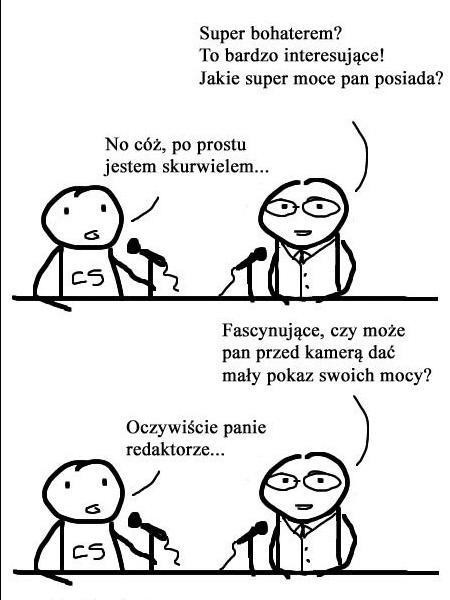 Super bohaterem?
To bardzo interesujące!
Jakie super moce pan posiada?
No cóż, po prostu
jestem skurwielem...
CS
Fascynujące, czy może
pan przed kamerą dać
mały pokaz swoich mocy?
Oczywiście panie
redaktorze...
CS